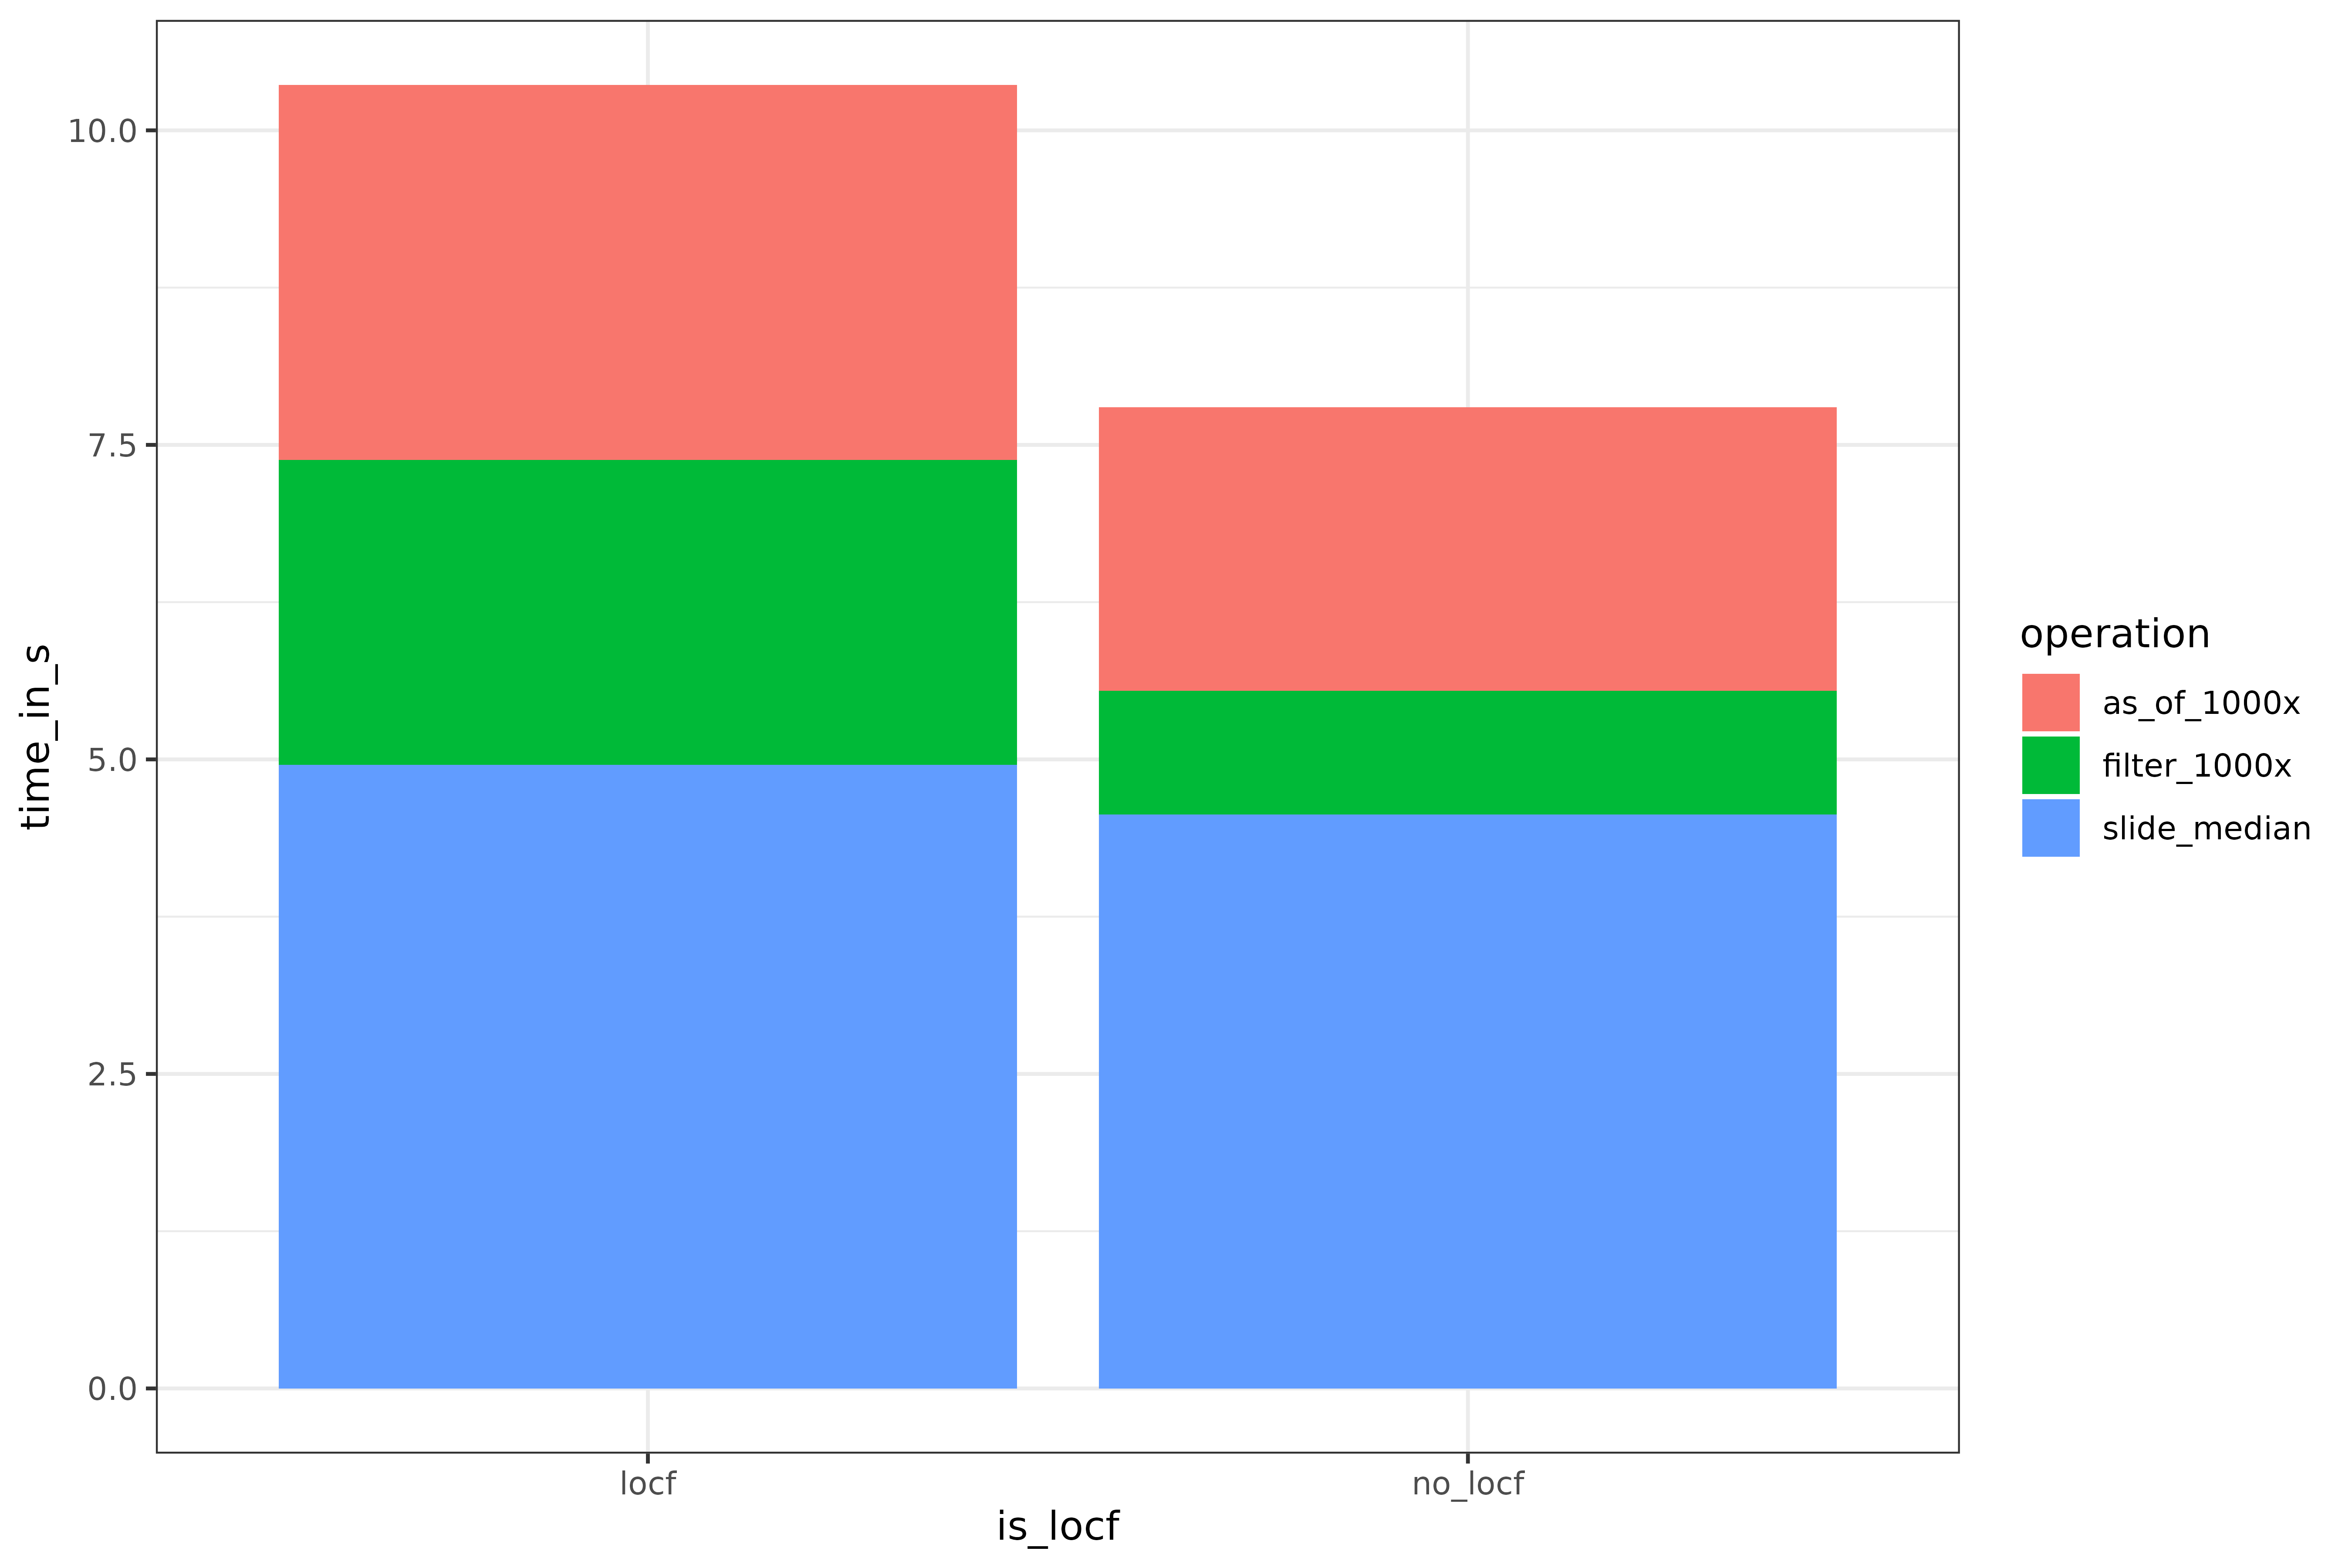 time_in_s
10.0
7.5
5.0
2.5
0.0
locf
no_locf
is_locf
operation
as_of_1000x
filter_1000x
slide_median